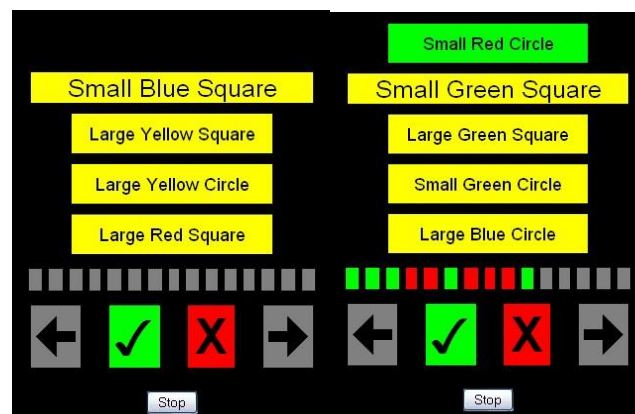 Small Blue Square
Large Yellow Square
Large Yellow Circle
Large Red Square
X
Stop
Small Red Circle
Small Green Square
Large Green Square
Small Green Circle
Large Blue Circle
X
Stop